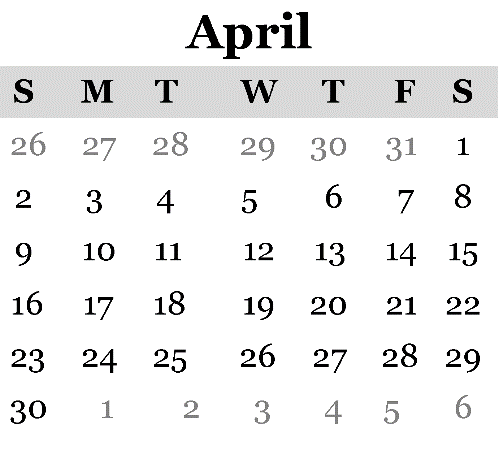 April
S M T W T F S
26 27 28 29 30 31 1
2 3 4 5 6 7 8
9 10 11 12 13 14 15
16 17 18 19 20 21 22
23 24 25 26 27 28 29
30 1 2 3 4 5 6